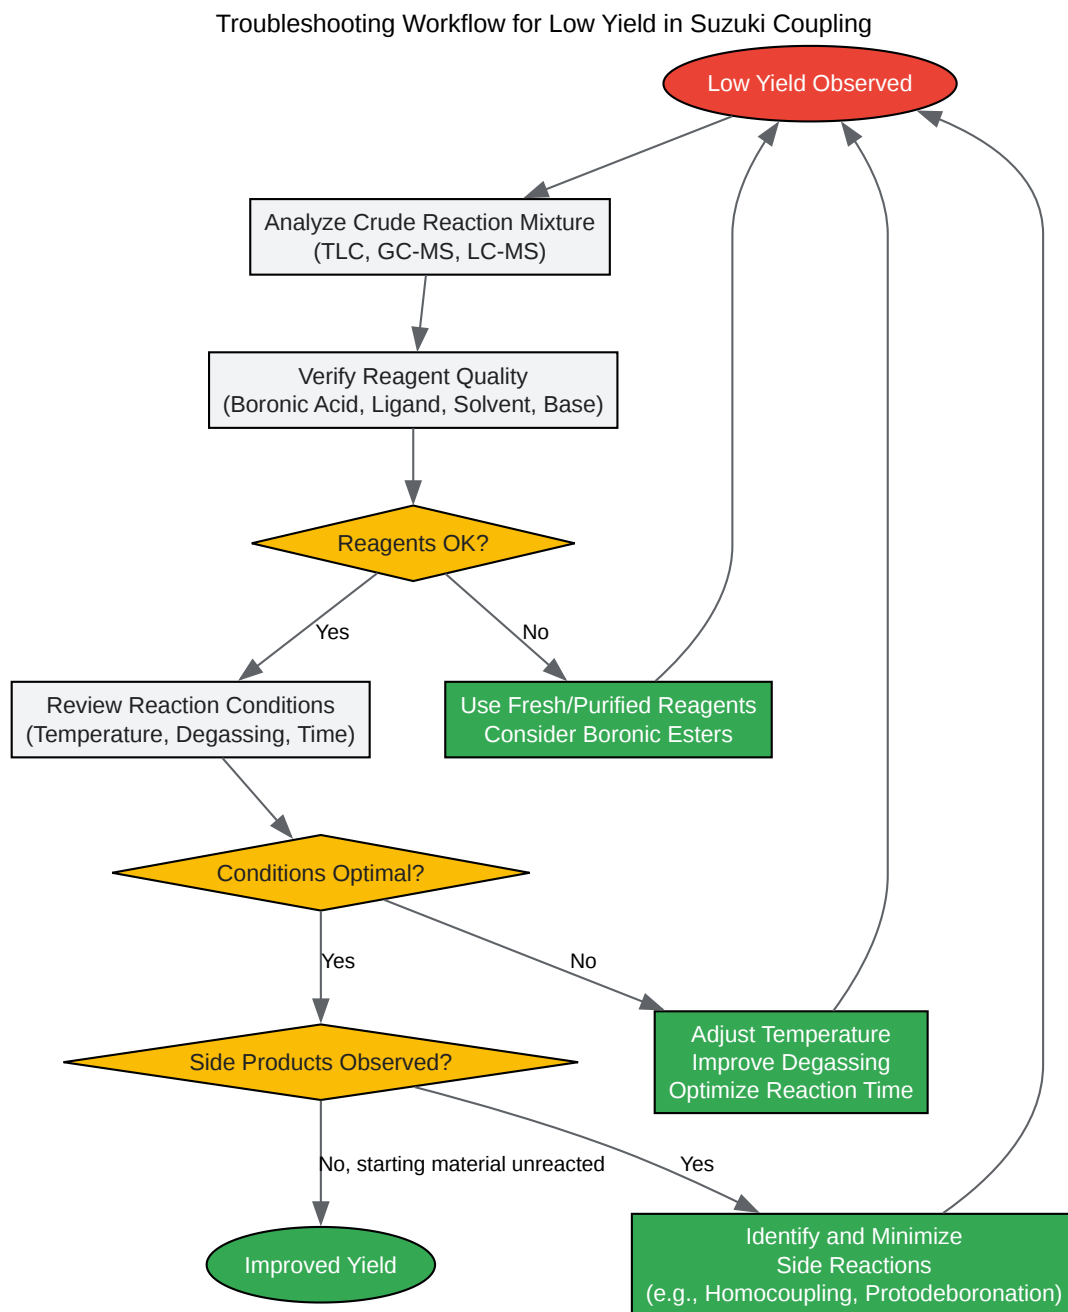 Troubleshooting Workflow for Low Yield in Suzuki Coupling
Low Yield Observed
Analyze Crude Reaction Mixture
(TLC, GC-MS, LC-MS)
Verify Reagent Quality
(Boronic Acid, Ligand, Solvent, Base)
Reagents OK?
Yes
No
Review Reaction Conditions
(Temperature, Degassing, Time)
Use Fresh/Purified Reagents
Consider Boronic Esters
Conditions Optimal?
Yes
No
Side Products Observed?
Adjust Temperature
Improve Degassing
Optimize Reaction Time
No, starting material unreacted
Yes
Improved Yield
Identify and Minimize
Side Reactions
(e.g., Homocoupling, Protodeboronation)